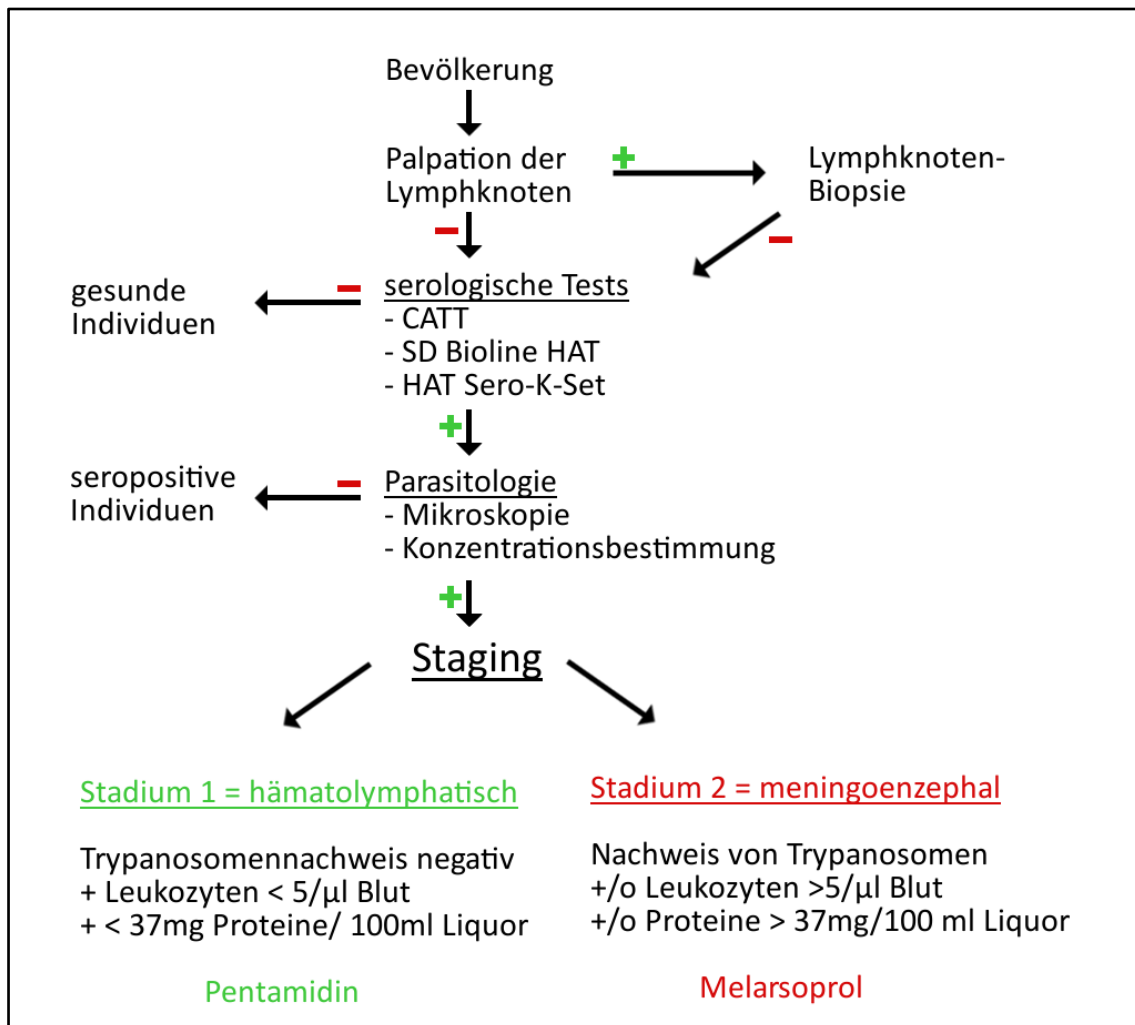 Bevölkerung
Palpation der
Lymphknoten
+
Lymphknoten-
Biopsie
−
−
serologische Tests
- CATT
- SD Bioline HAT
- HAT Sero-K-Set
−
gesunde
Individuen
+
Parasitologie
- Mikroskopie
- Konzentrationsbestimmung
−
seropositive
Individuen
+
Staging
Stadium 1 = hämatolymphatisch
Trypanosomennachweis negativ
+ Leukozyten < 5/µl Blut
+ < 37mg Proteine/ 100ml Liquor
Pentamidin
Stadium 2 = meningoenzephal
Nachweis von Trypanosomen
+/o Leukozyten >5/µl Blut
+/o Proteine > 37mg/100 ml Liquor
Melarsoprol